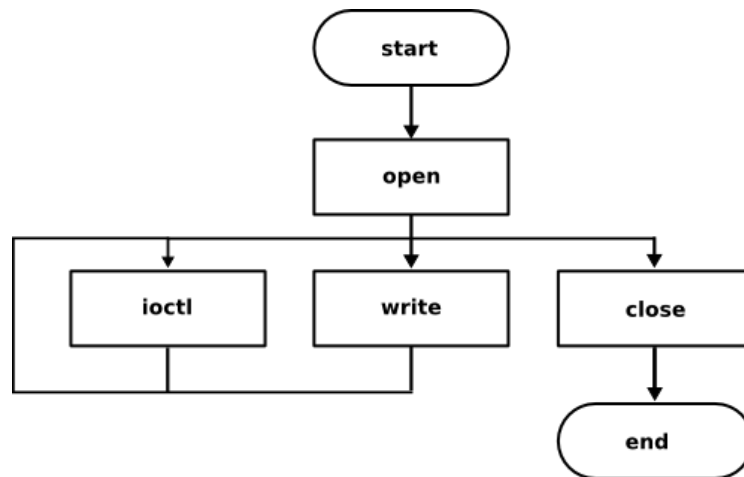 start
open
ioctl
write
close
end